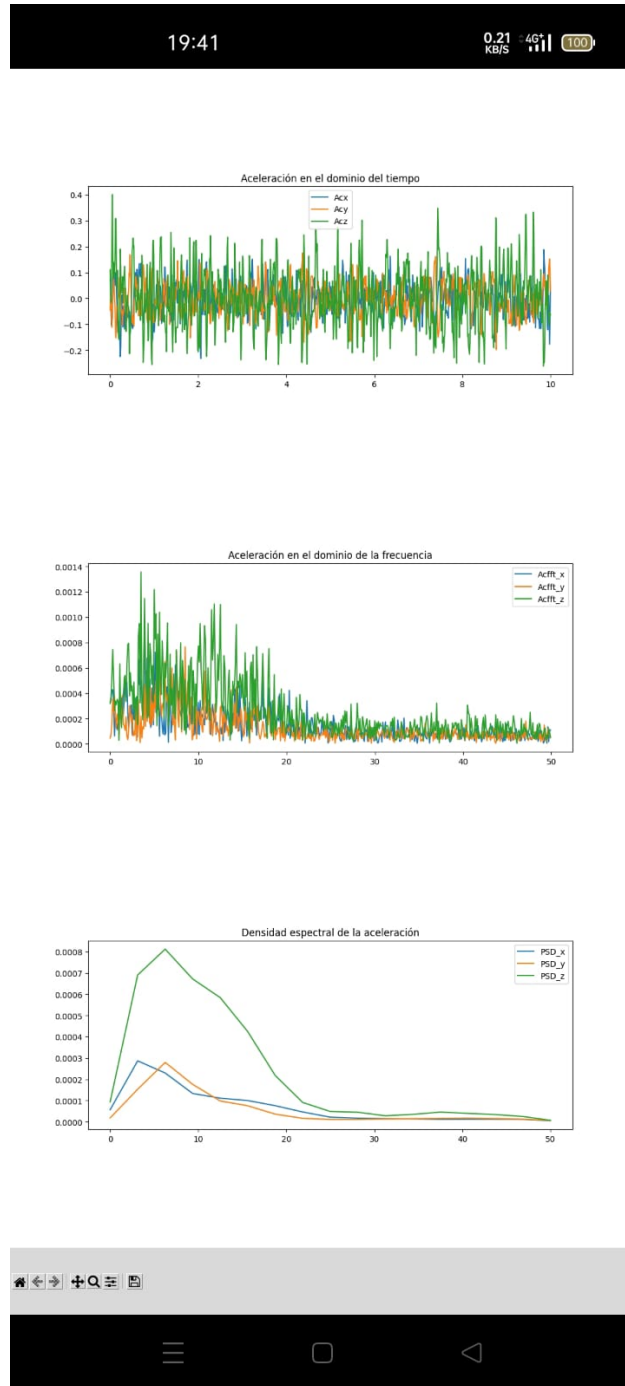 19:41
0.21
KB/S
4G+
100
Aceleración en el dominio del tiempo
Acx
Acy
Acz
0.4
0.3
0.2
0.1
0.0
−0.1
−0.2
0 2 4 6 8 10
Aceleración en el dominio de la frecuencia
Acfft_x
Acfft_y
Acfft_z
0.0014
0.0012
0.0010
0.0008
0.0006
0.0004
0.0002
0.0000
0 10 20 30 40 50
Densidad espectral de la aceleración
PSD_x
PSD_y
PSD_z
0.0008
0.0007
0.0006
0.0005
0.0004
0.0003
0.0002
0.0001
0.0000
0 10 20 30 40 50